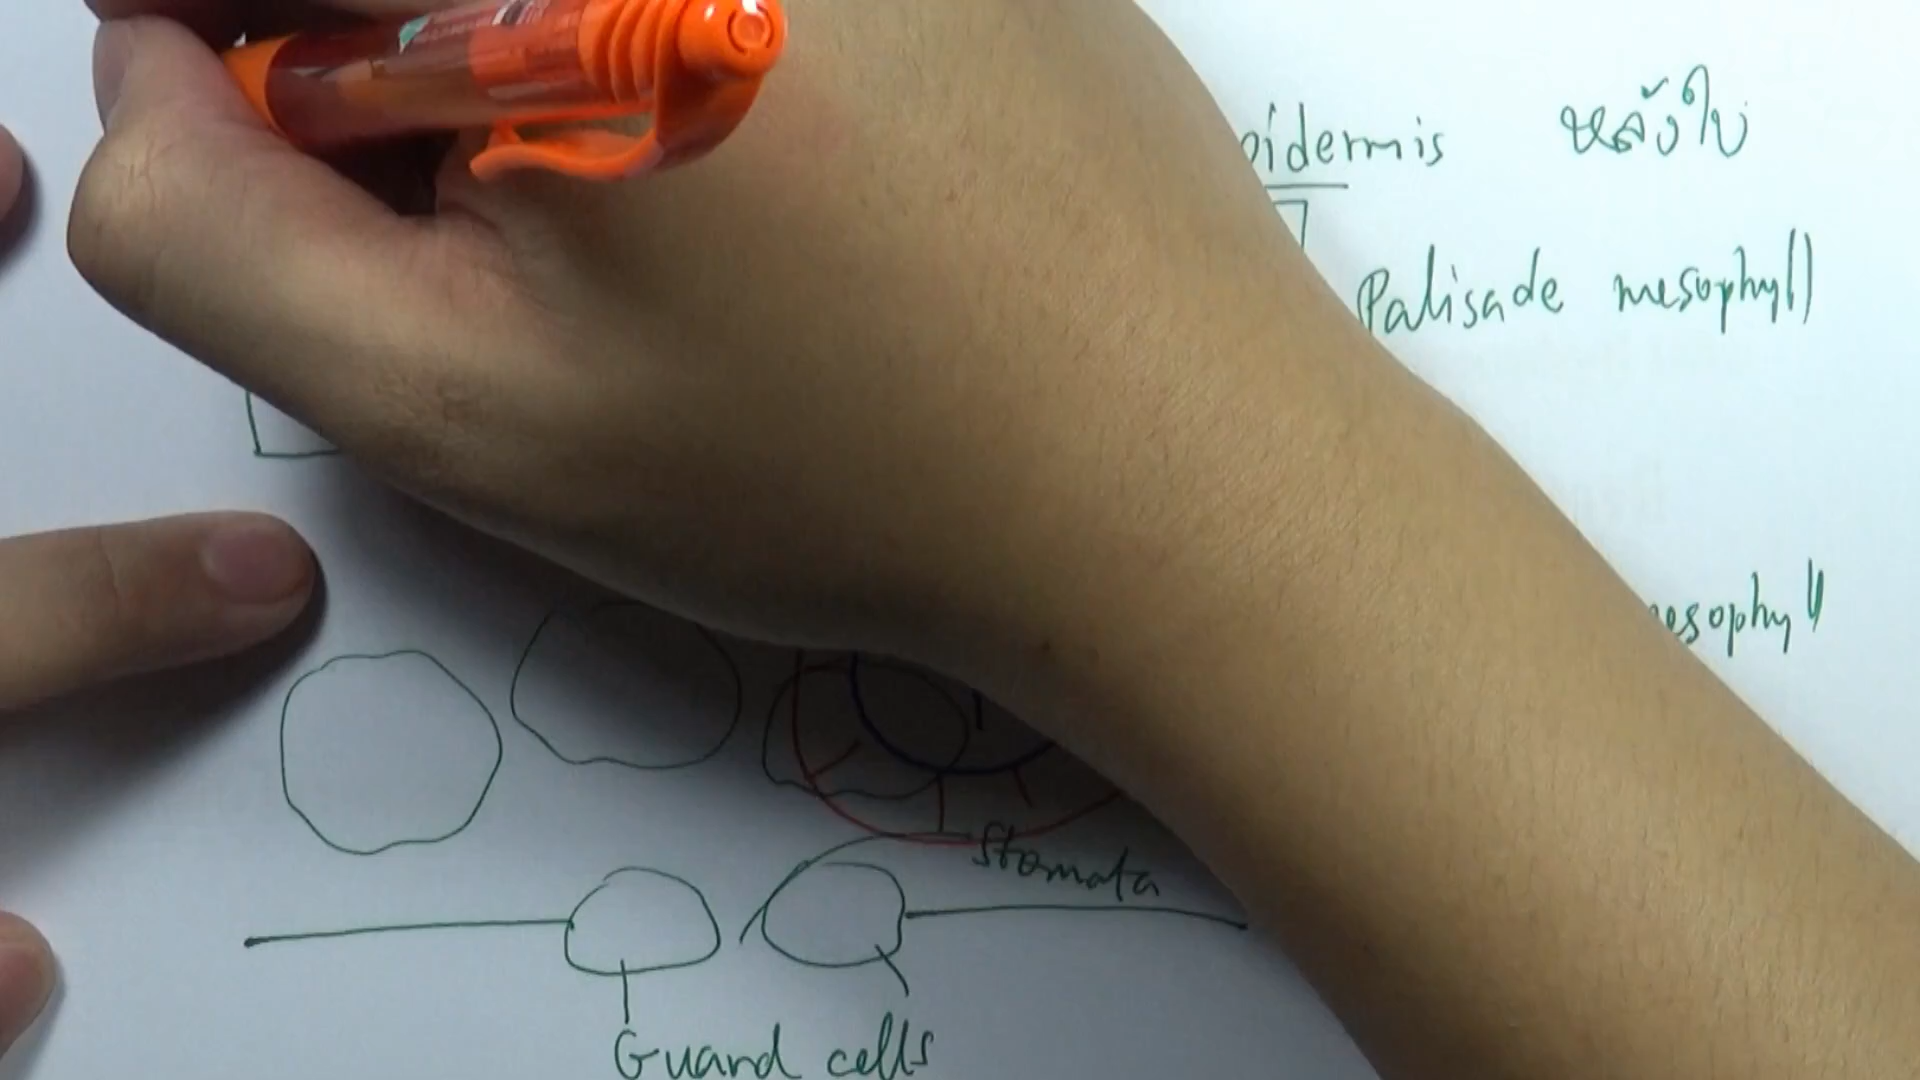 pidermis หลังใบ
Palisade mesophyll
esophyll
Stomata
Guard cells